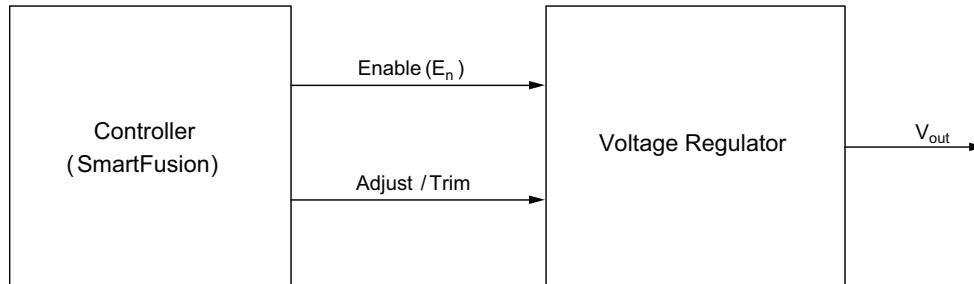 Controller
(SmartFusion)
Enable (En)
Adjust / Trim
Voltage Regulator
Vout